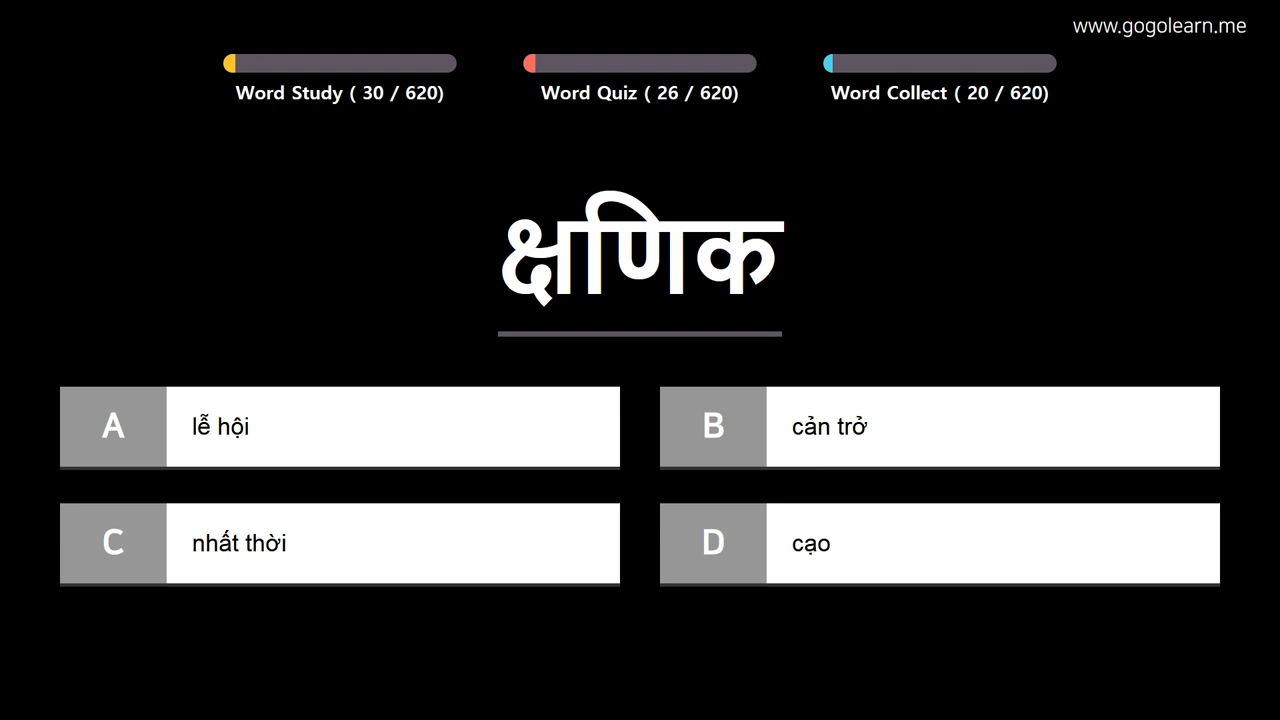 www.gogolearn.me
Word Study ( 30 / 620)
Word Quiz ( 26 / 620)
Word Collect ( 20 / 620)
क्षणिक
A
lễ hội
B
cản trở
C
nhất thời
D
cạo